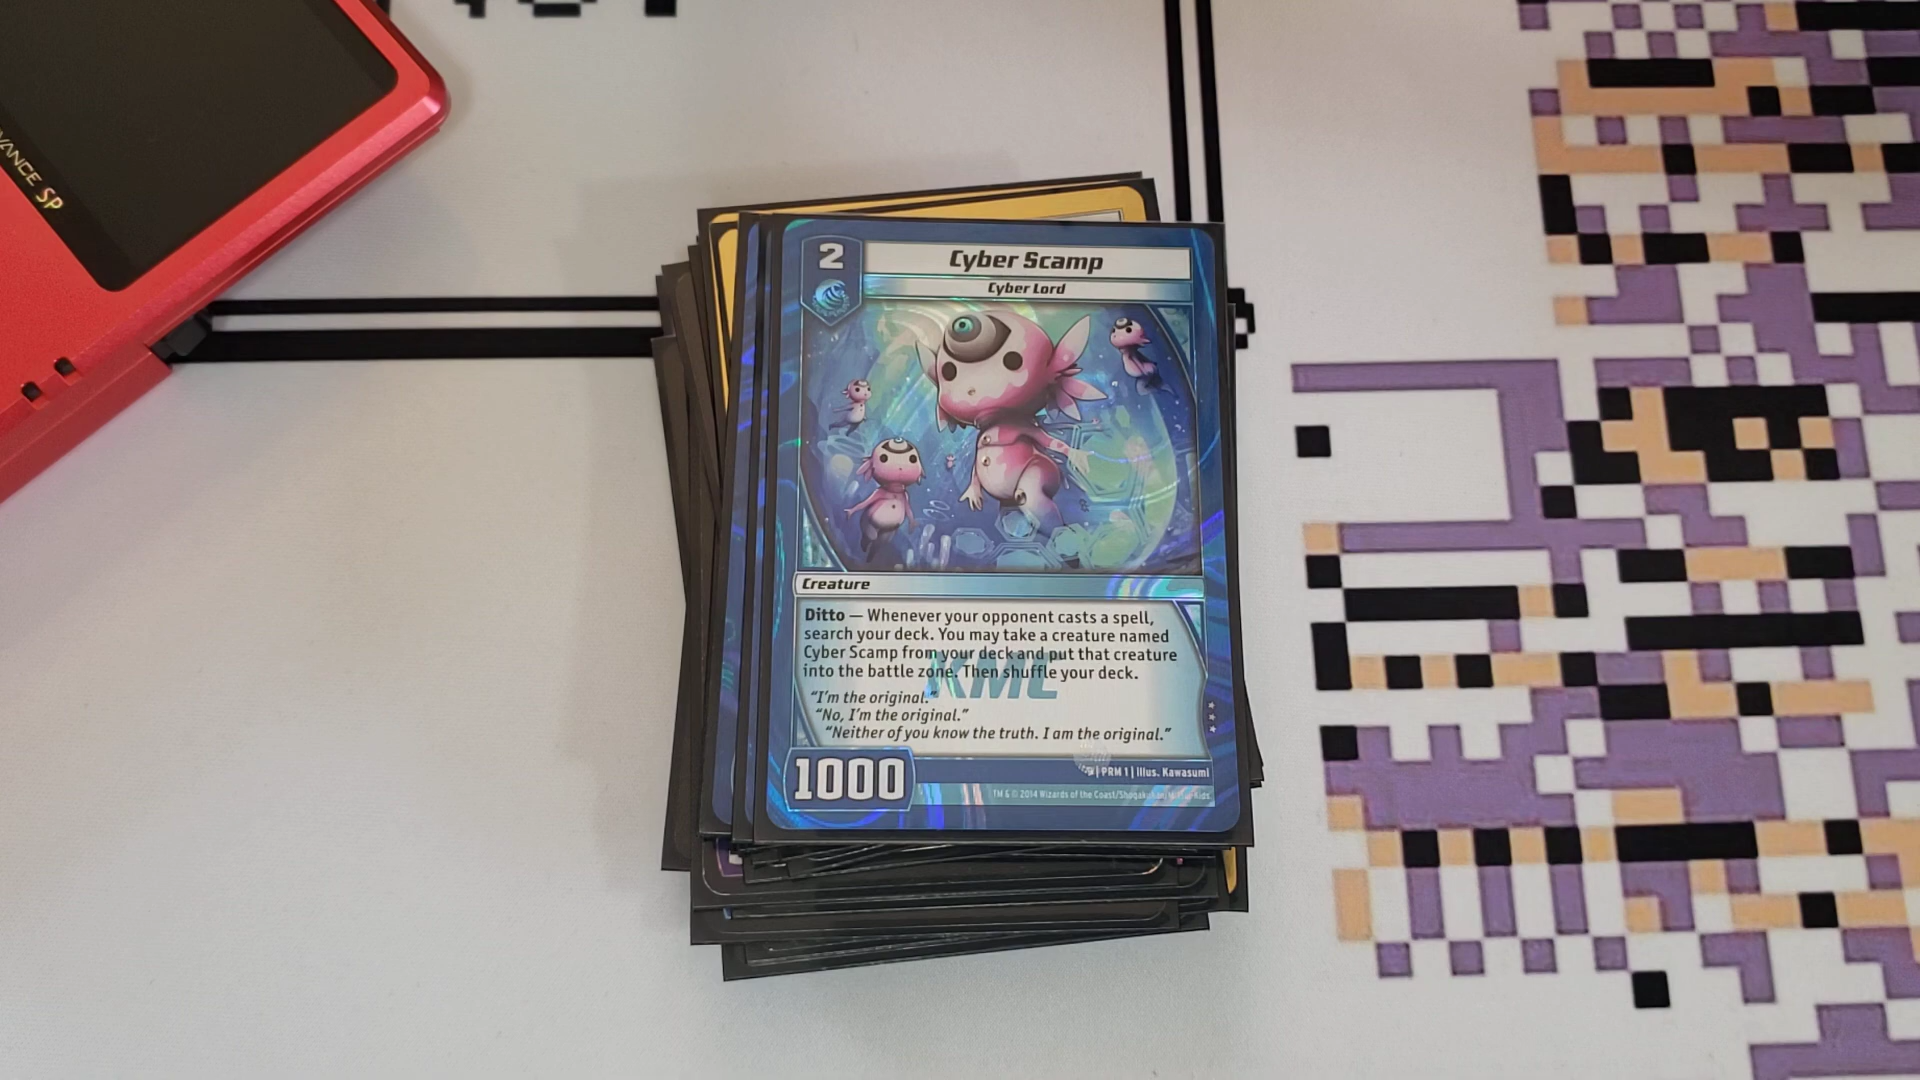 VANCE SP
2
Cyber Scamp
Cyber Lord
Creature
Ditto — Whenever your opponent casts a spell,
search your deck. You may take a creature named
Cyber Scamp from your deck and put that creature
into the battle zone. Then shuffle your deck.
KMC
"I'm the original."
"No, I'm the original."
"Neither of you know the truth. I am the original."
1000
| PRM 1 | Illus. Kawasumi
TM & © 2014 Wizards of the Coast/Shogakukan/Mitsui-Kids